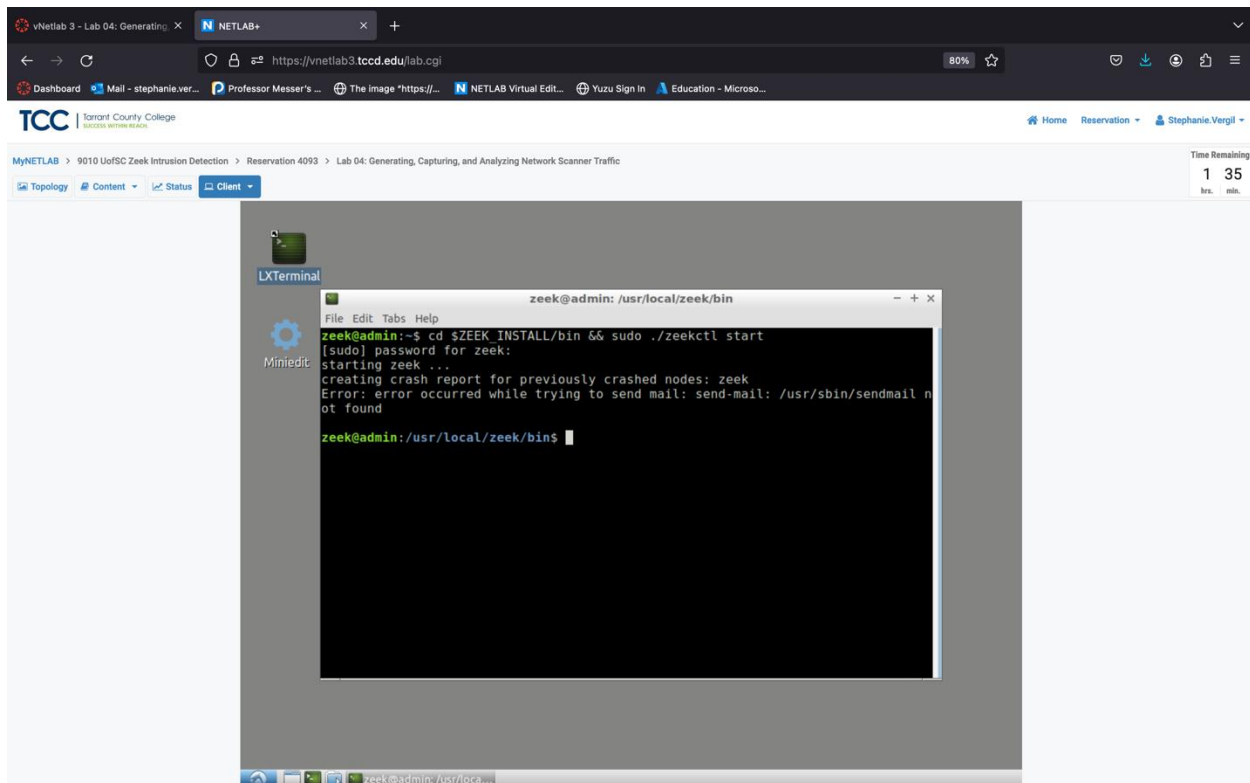 vNetlab 3 - Lab 04: Generating,
NETLAB+
https://vnetlab3.tccd.edu/lab.cgi
80%
Dashboard Mail - stephanie.ver... Professor Messer's ... The image "https://... NETLAB Virtual Edit... Yuzu Sign In Education - Microso...
TCC Tarrant County College
SUCCESS WITHIN REACH.
Home Reservation Stephanie.Vergil
MyNETLAB > 9010 UofSC Zeek Intrusion Detection > Reservation 4093 > Lab 04: Generating, Capturing, and Analyzing Network Scanner Traffic
Time Remaining
1 35
hrs. min.
Topology Content Status Client
LXTerminal
Miniedit
zeek@admin: /usr/local/zeek/bin
File Edit Tabs Help
zeek@admin:~$ cd $ZEEK_INSTALL/bin && sudo ./zeekctl start
[sudo] password for zeek:
starting zeek ...
creating crash report for previously crashed nodes: zeek
Error: error occurred while trying to send mail: send-mail: /usr/sbin/sendmail n
ot found
zeek@admin:/usr/local/zeek/bin$
zeek@admin: /usr/loca...